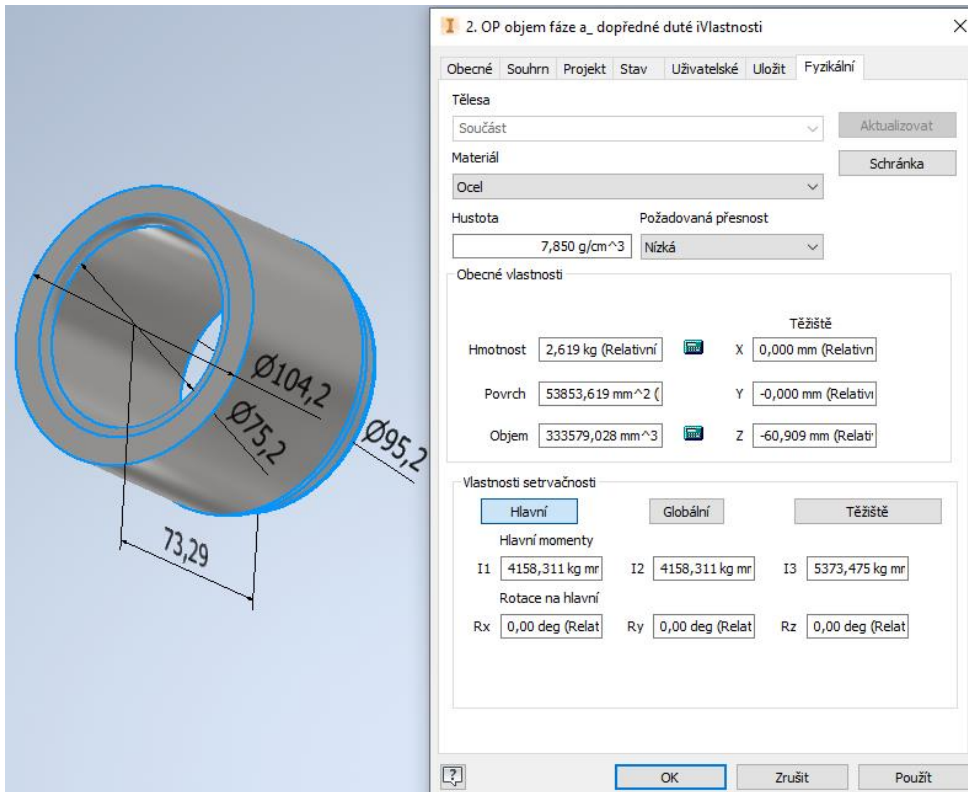 2. OP objem fáze a_ dopředné duté iVlastnosti
Obecné Souhrn Projekt Stav Uživatelské Uložit Fyzikální
Tělesa
Součást
Aktualizovat
Materiál
Schránka
Ocel
Hustota Požadovaná přesnost
7,850 g/cm^3 Nízká
Obecné vlastnosti
Těžiště
Hmotnost 2,619 kg (Relativní X 0,000 mm (Relativn
Povrch 53853,619 mm^2 ( Y -0,000 mm (Relativ
Objem 333579,028 mm^3 Z -60,909 mm (Relati
Vlastnosti setrvačnosti
Hlavní Globální Těžiště
Hlavní momenty
I1 4158,311 kg mr I2 4158,311 kg mr I3 5373,475 kg mr
Rotace na hlavní
Rx 0,00 deg (Relat Ry 0,00 deg (Relat Rz 0,00 deg (Relat
OK Zrušit Použít
Ø104,2
Ø75,2
Ø95,2
73,29